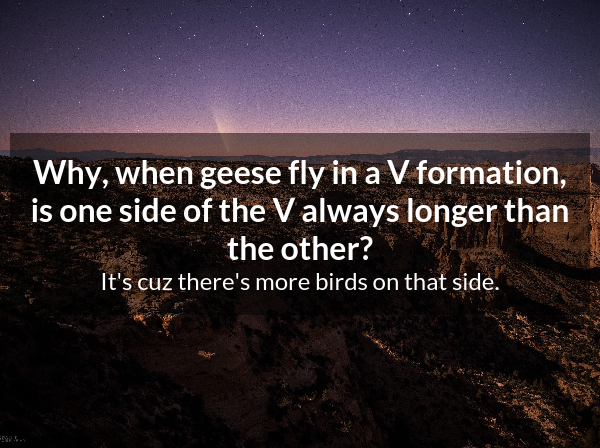 Why, when geese fly in a V formation,
is one side of the V always longer than
the other?
It's cuz there's more birds on that side.